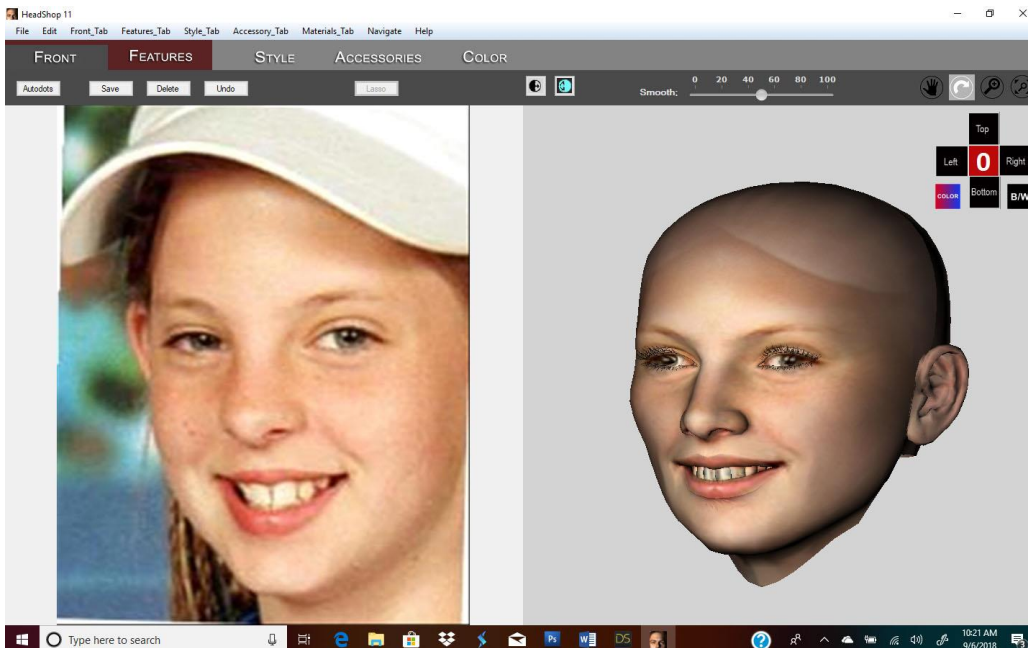 HeadShop 11
File Edit Front_Tab Features_Tab Style_Tab Accessory_Tab Materials_Tab Navigate Help
FRONT FEATURES STYLE ACCESSORIES COLOR
Autodots Save Delete Undo Lasso
Smooth: 0 20 40 60 80 100
Top
Left 0 Right
COLOR Bottom B/W
Type here to search
Ps W DS
10:21 AM
9/6/2018